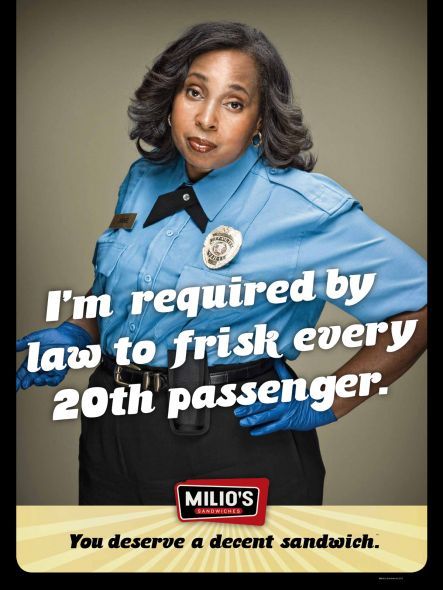 I'm required by
law to frisk every
20th passenger.
MILIO'S
SANDWICHES
You deserve a decent sandwich.